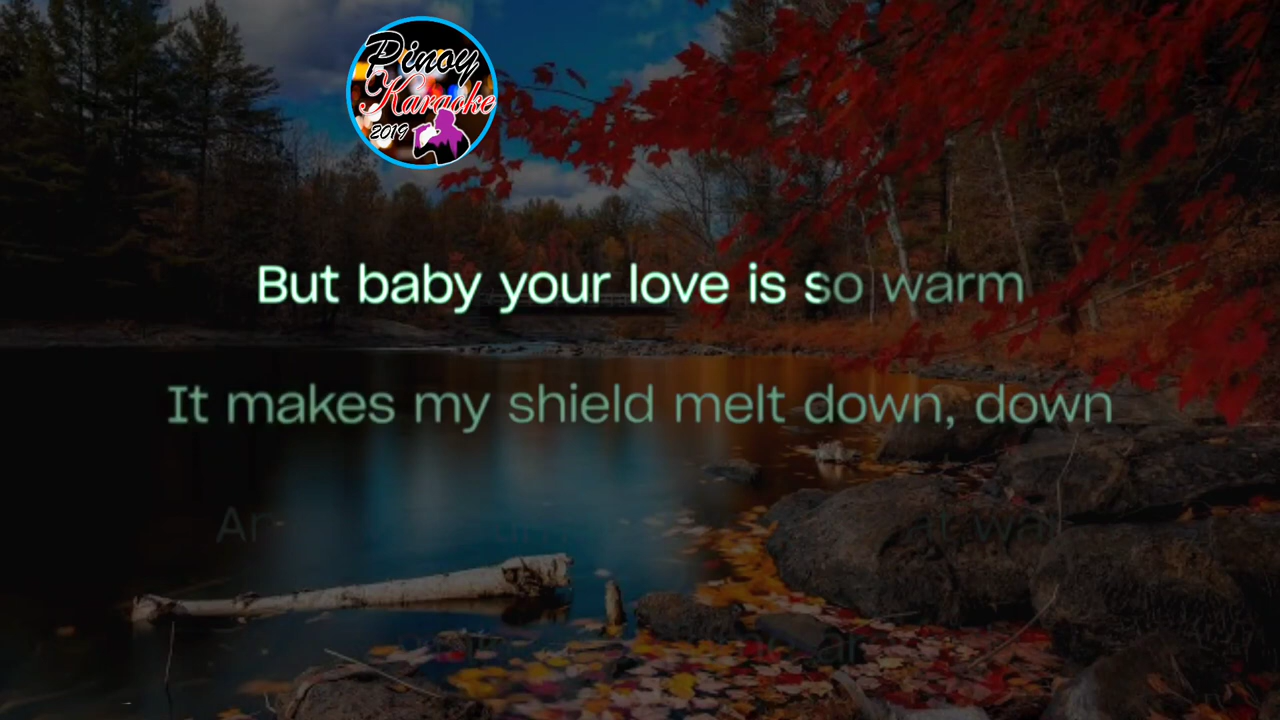 Pinoy
Karaoke
2019
But baby your love is so warm
It makes my shield melt down, down